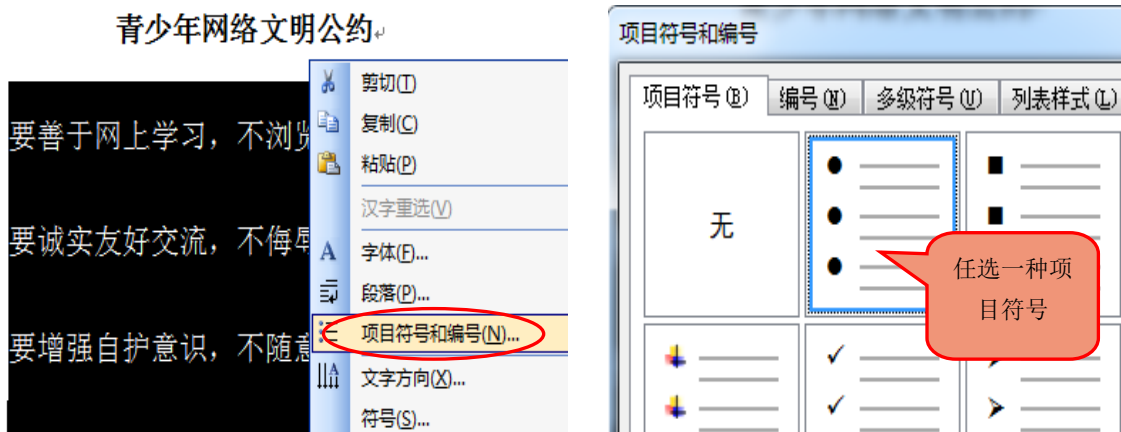 青少年网络文明公约
要善于网上学习，不浏览
要诚实友好交流，不侮辱
要增强自护意识，不随意
剪切(T)
复制(C)
粘贴(P)
汉字重选(V)
字体(F)...
段落(P)...
项目符号和编号(N)...
文字方向(X)...
符号(S)...
项目符号和编号
项目符号(B) 编号(N) 多级符号(U) 列表样式(L)
无
任选一种项
目符号